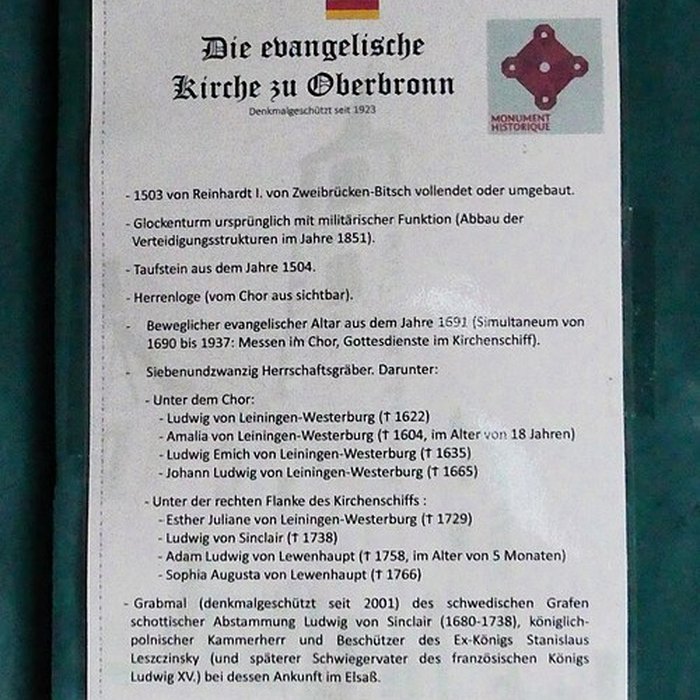 Die evangelische
Kirche zu Oberbronn
Denkmalgeschützt seit 1923
MONUMENT
HISTORIQUE
- 1503 von Reinhardt I. von Zweibrücken-Bitsch vollendet oder umgebaut.
- Glockenturm ursprünglich mit militärischer Funktion (Abbau der
Verteidigungsstrukturen im Jahre 1851).
- Taufstein aus dem Jahre 1504.
- Herrenloge (vom Chor aus sichtbar).
- Beweglicher evangelischer Altar aus dem Jahre 1691 (Simultaneum von
1690 bis 1937: Messen im Chor, Gottesdienste im Kirchenschiff).
- Siebenundzwanzig Herrschaftsgräber. Darunter:
- Unter dem Chor:
- Ludwig von Leiningen-Westerburg († 1622)
- Amalia von Leiningen-Westerburg († 1604, im Alter von 18 Jahren)
- Ludwig Emich von Leiningen-Westerburg († 1635)
- Johann Ludwig von Leiningen-Westerburg († 1665)
- Unter der rechten Flanke des Kirchenschiffs :
- Esther Juliane von Leiningen-Westerburg († 1729)
- Ludwig von Sinclair († 1738)
- Adam Ludwig von Lewenhaupt († 1758, im Alter von 5 Monaten)
- Sophia Augusta von Lewenhaupt († 1766)
- Grabmal (denkmalgeschützt seit 2001) des schwedischen Grafen
schottischer Abstammung Ludwig von Sinclair (1680-1738), königlich-
polnischer Kammerherr und Beschützer des Ex-Königs Stanislaus
Leszczinsky (und späterer Schwiegervater des französischen Königs
Ludwig XV.) bei dessen Ankunft im Elsaß.